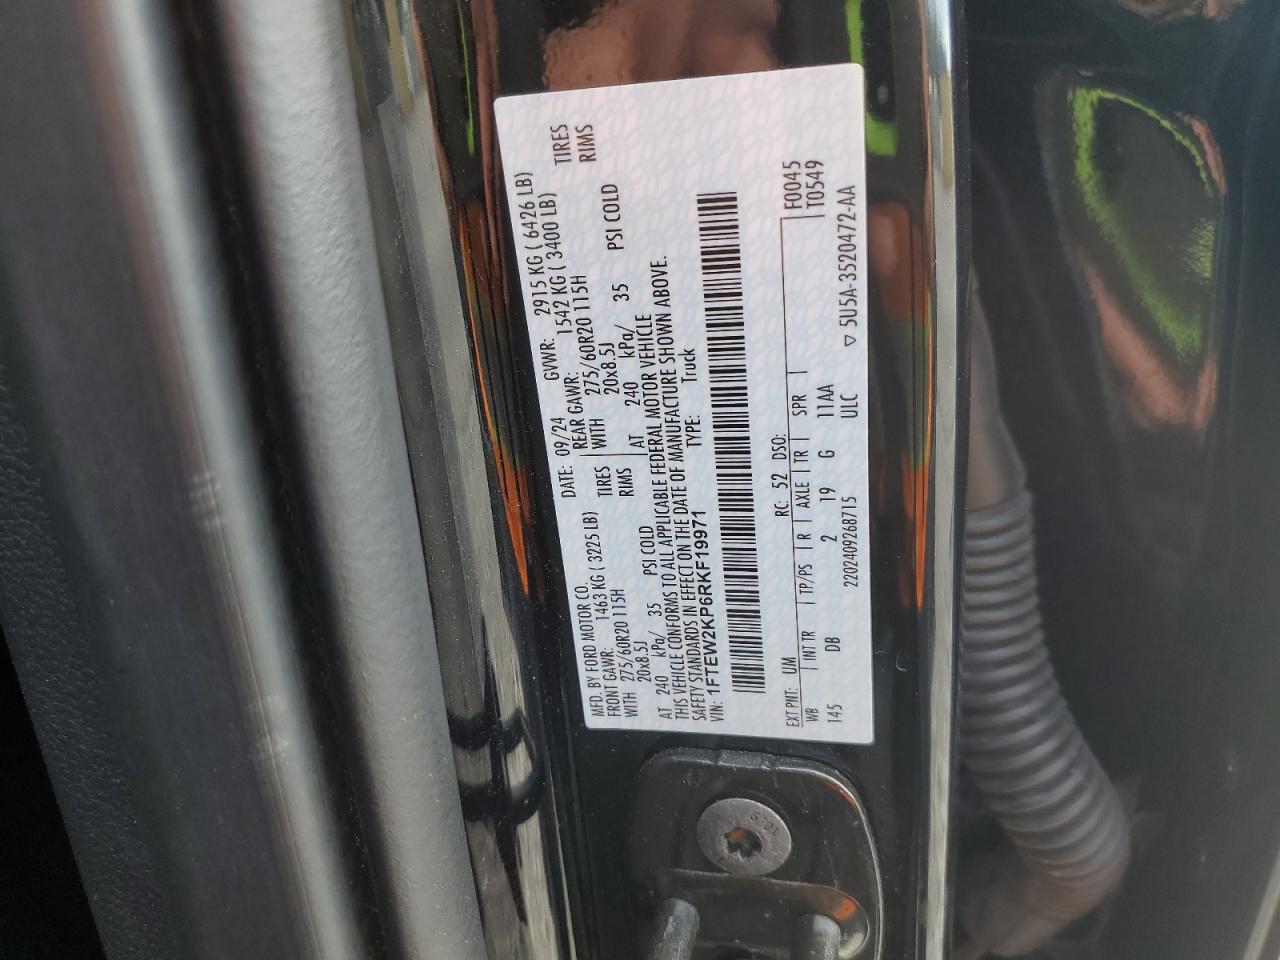 MFD. BY FORD MOTOR CO.
DATE: 09/24 GVWR: 2915 KG ( 6426 LB)
FRONT GAWR: 1463 KG ( 3225 LB) REAR GAWR: 1542 KG ( 3400 LB)
WITH 275/60R20 115H TIRES WITH 275/60R20 115H TIRES
20x8.5J RIMS 20x8.5J RIMS
AT 240 kPa/ 35 PSI COLD AT 240 kPa/ 35 PSI COLD
THIS VEHICLE CONFORMS TO ALL APPLICABLE FEDERAL MOTOR VEHICLE
SAFETY STANDARDS IN EFFECT ON THE DATE OF MANUFACTURE SHOWN ABOVE.
VIN: 1FTEW2KP6RKF19971 TYPE: Truck
EXT PNT: UM RC: 52 DSO: F0045
WB INT TR TP/PS R AXLE TR SPR T0549
145 DB 2 19 G 11AA
2202409268715 ULC ▽ 5U5A-3520472-AA
10.9